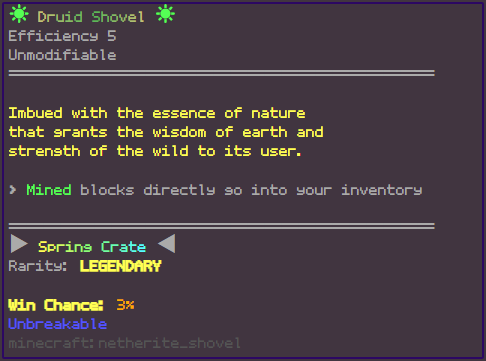 ☀ Druid Shovel ☀
Efficiency 5
Unmodifiable
Imbued with the essence of nature
that grants the wisdom of earth and
strength of the wild to its user.
> Mined blocks directly go into your inventory
▶ Spring Crate ◀
Rarity: LEGENDARY
Win Chance: 3%
Unbreakable
minecraft:netherite_shovel